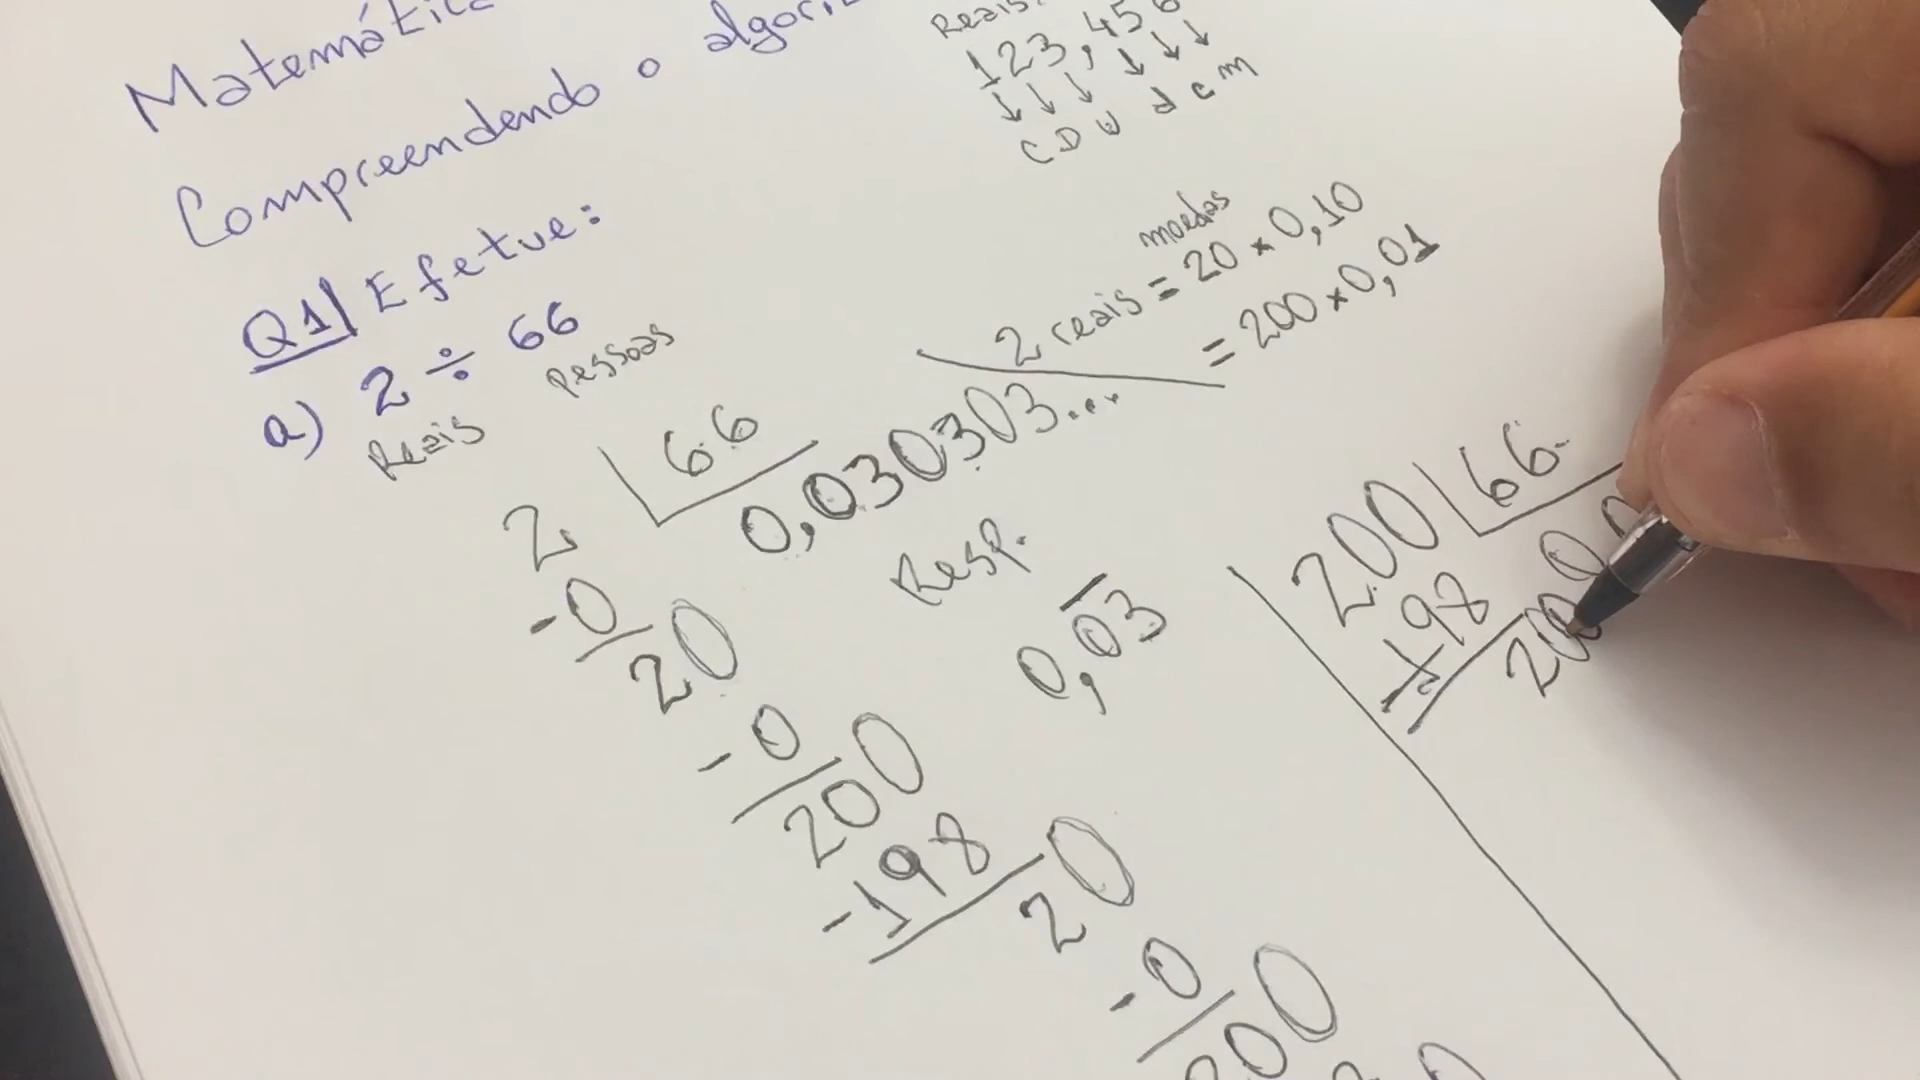 Matemática
Compreendendo o algori
Reais
123,456
C D U d c m
Q1) Efetue:
a) 2 ÷ 66
Reais Pessoas
moedas
2 reais = 20 × 0,10
= 200 × 0,01
2 66
0,030303...
-0
20
-0
200
-198
20
-0
200
Resp.
0,03̅
200 66
-198
200